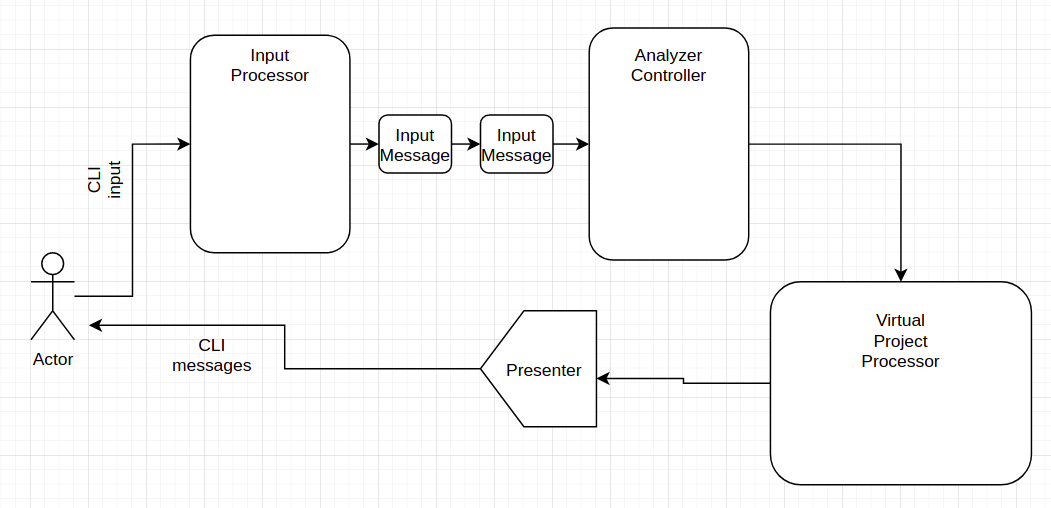 Input
Processor
Analyzer
Controller
Input
Message
Input
Message
CLI
input
Actor
CLI
messages
Presenter
Virtual
Project
Processor